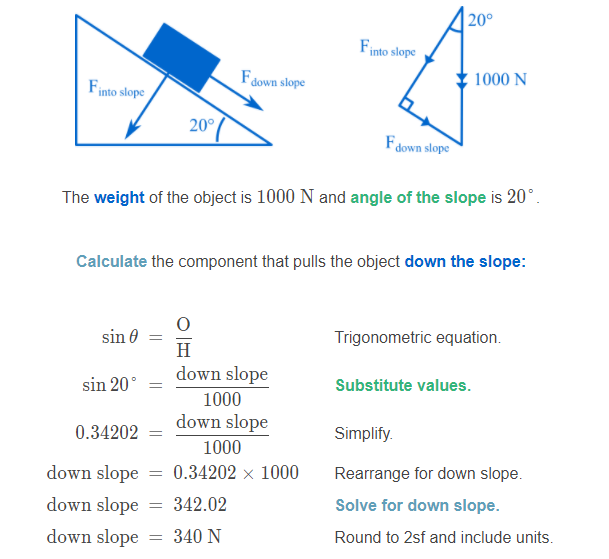 20°
F into slope
F down slope
F into slope
1000 N
20°
F down slope
The weight of the object is 1000 N and angle of the slope is 20°.
Calculate the component that pulls the object down the slope:
sin θ = O/H Trigonometric equation.
sin 20° = down slope/1000 Substitute values.
0.34202 = down slope/1000 Simplify.
down slope = 0.34202 × 1000 Rearrange for down slope.
down slope = 342.02 Solve for down slope.
down slope = 340 N Round to 2sf and include units.